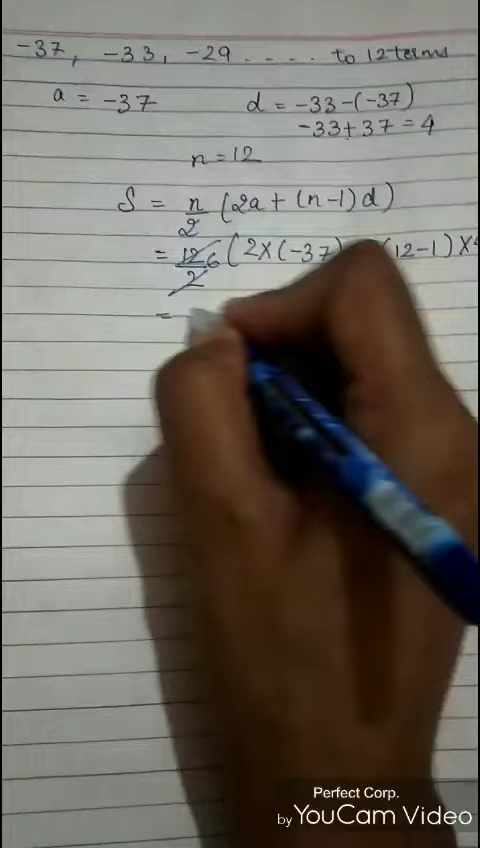 -37, -33, -29 ..... to 12 terms
a = -37 d = -33-(-37)
-33+37 = 4
n = 12
S = n/2 (2a + (n-1)d)
= 12/2 6 (2×(-37) (12-1)×
=
Perfect Corp.
by YouCam Video